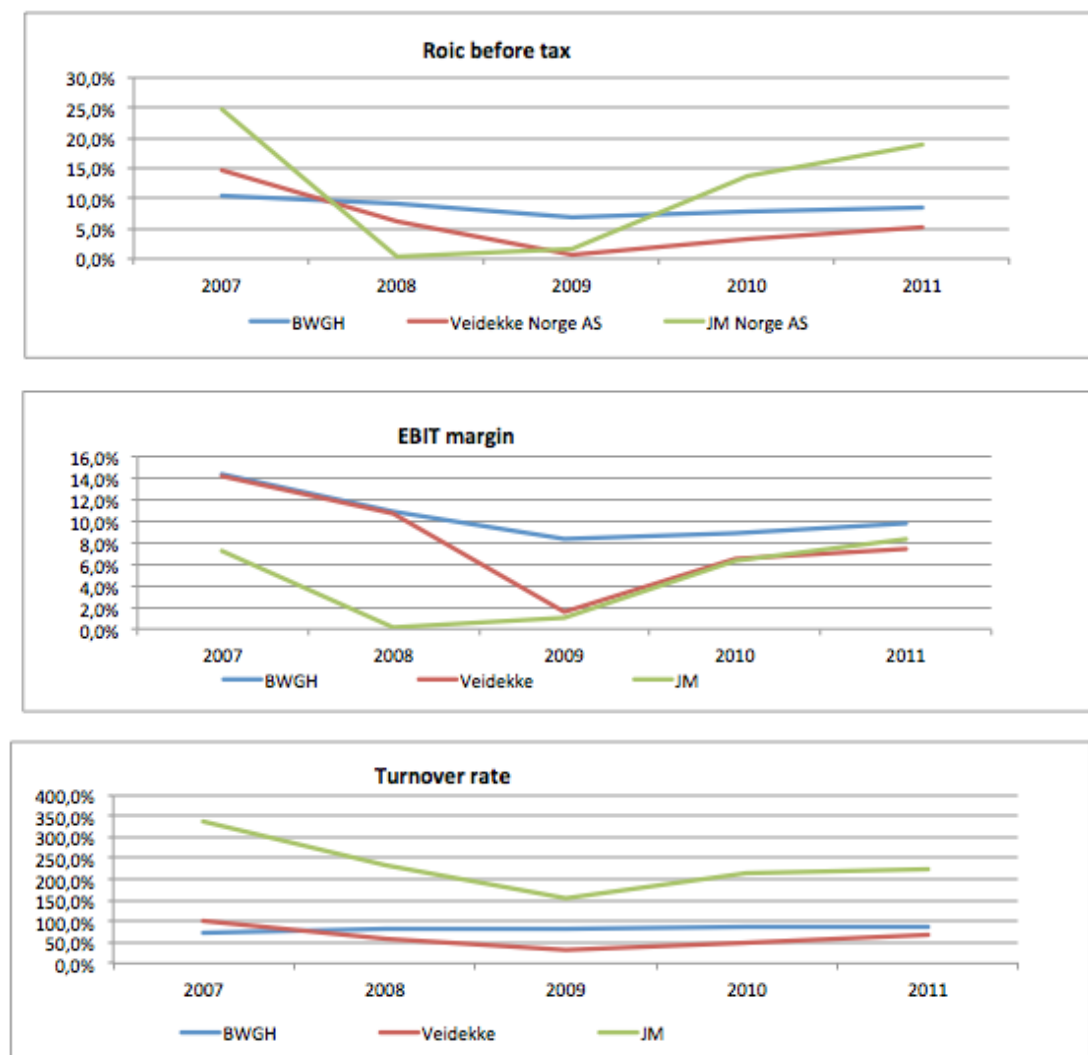 Roic before tax
30,0%
25,0%
20,0%
15,0%
10,0%
5,0%
0,0%
2007 2008 2009 2010 2011
BWGH Veidekke Norge AS JM Norge AS
EBIT margin
16,0%
14,0%
12,0%
10,0%
8,0%
6,0%
4,0%
2,0%
0,0%
2007 2008 2009 2010 2011
BWGH Veidekke JM
Turnover rate
400,0%
350,0%
300,0%
250,0%
200,0%
150,0%
100,0%
50,0%
0,0%
2007 2008 2009 2010 2011
BWGH Veidekke JM